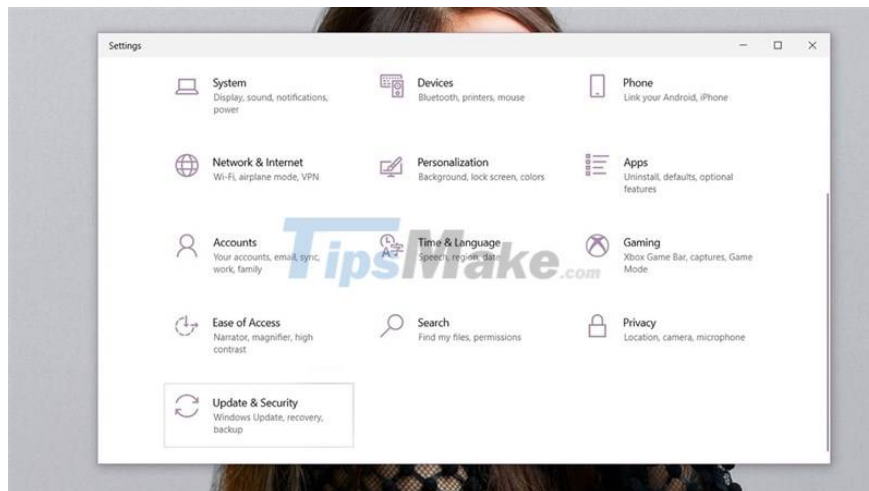 Settings
System
Display, sound, notifications,
power
Devices
Bluetooth, printers, mouse
Phone
Link your Android, iPhone
Network & Internet
Wi-Fi, airplane mode, VPN
Personalization
Background, lock screen, colors
Apps
Uninstall, defaults, optional
features
Accounts
Your accounts, email, sync,
work, family
Time & Language
Speech, region, date
Gaming
Xbox Game Bar, captures, Game
Mode
TipsMake.com
Ease of Access
Narrator, magnifier, high
contrast
Search
Find my files, permissions
Privacy
Location, camera, microphone
Update & Security
Windows Update, recovery,
backup